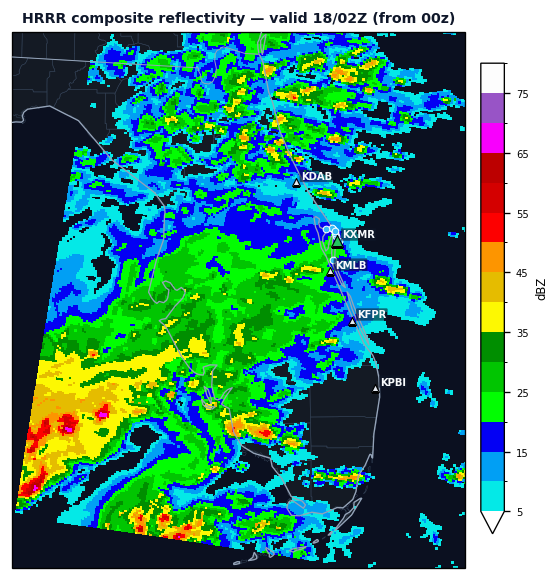 HRRR composite reflectivity — valid 18/02Z (from 00z)
KDAB
KXMR
KMLB
KFPR
KPBI
75
65
55
45
35
25
15
5
dBZ